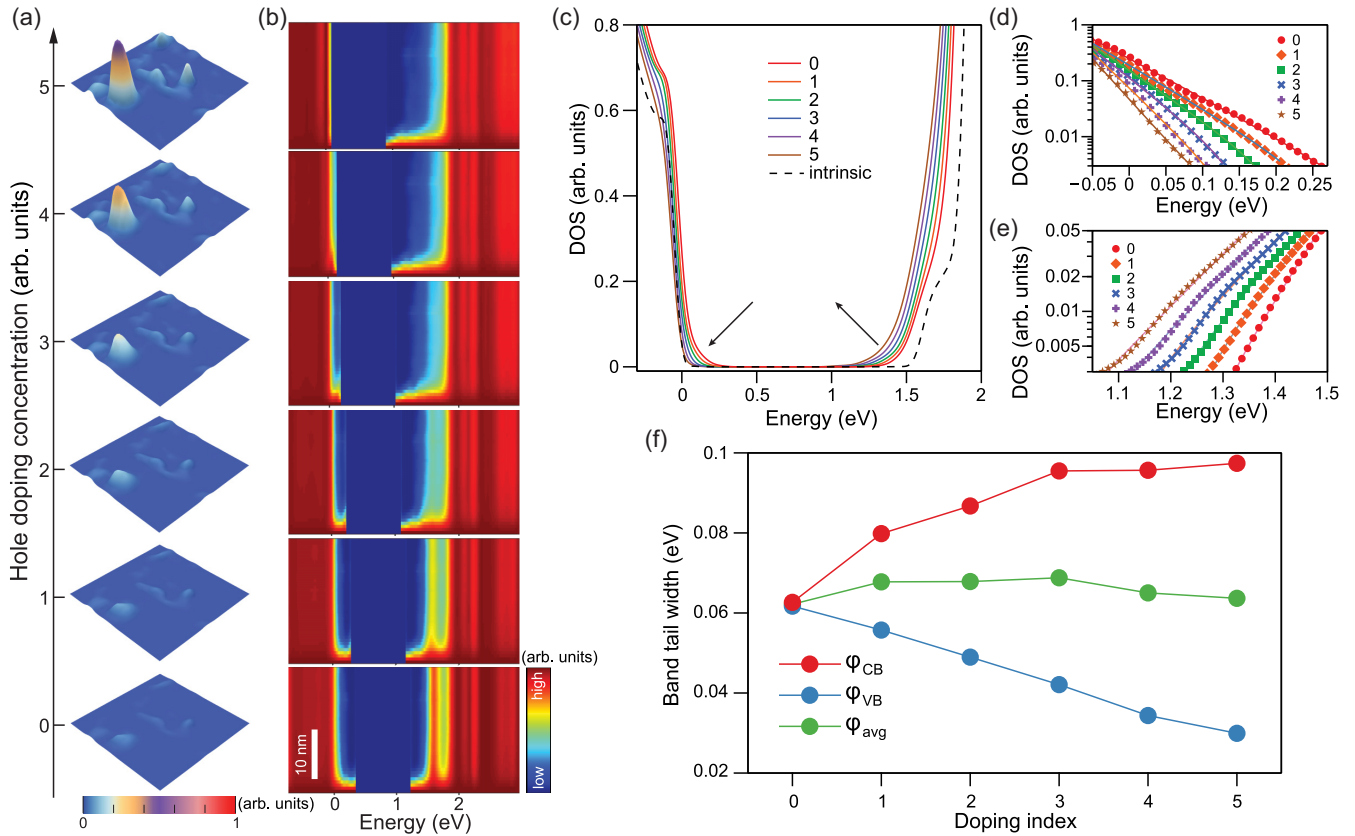 (a)
Hole doping concentration (arb. units)
5
4
3
2
1
0
(arb. units)
0
1
(b)
(arb. units)
high
low
10 nm
0
1
2
Energy (eV)
(c)
0.8
0.6
0.4
0.2
0
DOS (arb. units)
0
1
2
3
4
5
intrinsic
0
0.5
1
1.5
2
Energy (eV)
(d)
1
0.1
0.01
DOS (arb. units)
0
1
2
3
4
5
−0.05
0
0.05
0.1
0.15
0.2
0.25
Energy (eV)
(e)
0.05
0.02
0.01
0.005
DOS (arb. units)
0
1
2
3
4
5
1.1
1.2
1.3
1.4
1.5
Energy (eV)
(f)
0.1
0.08
0.06
0.04
0.02
Band tail width (eV)
φCB
φVB
φavg
0
1
2
3
4
5
Doping index